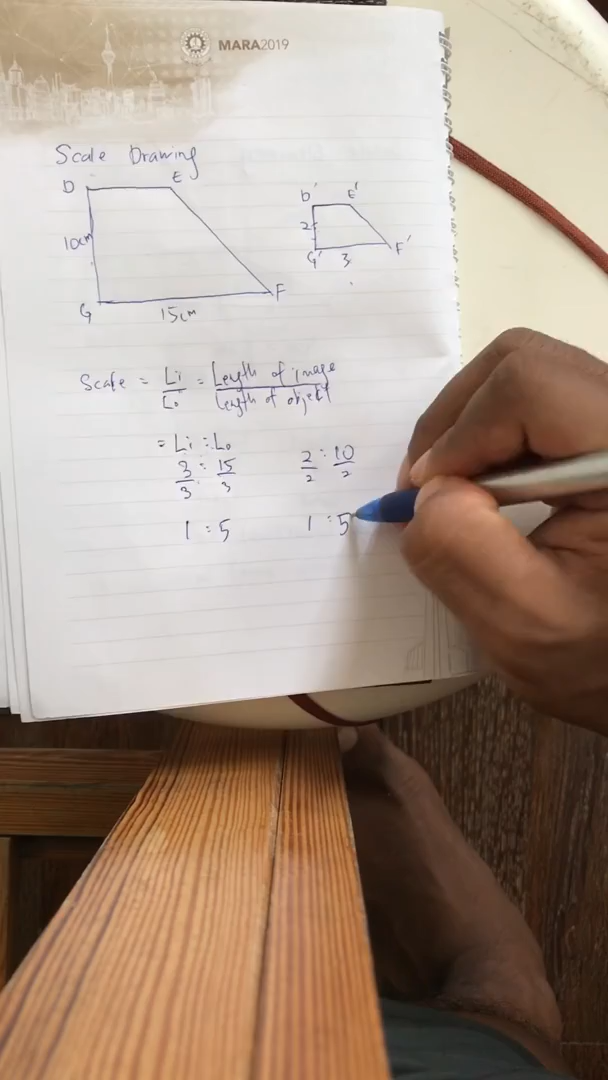 MARA2019
Scale Drawing
D E
D' E'
10cm
2
G F
G' 3 F'
15cm
Scale = Li / Lo = Length of image / Length of object
= Li : Lo
3/3 : 15/3 2/2 : 10/2
1 : 5 1 : 5